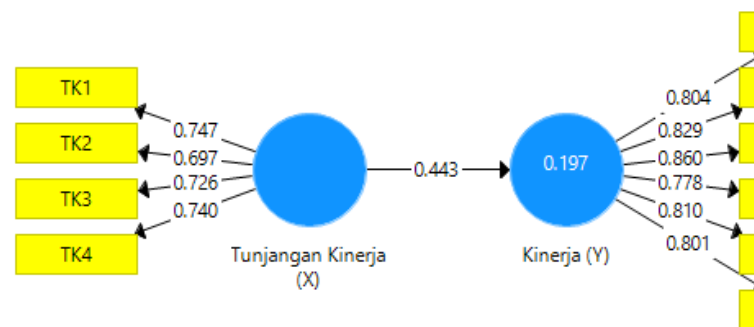 TK1
TK2
TK3
TK4
0.747
0.697
0.726
0.740
Tunjangan Kinerja
(X)
0.443
0.197
Kinerja (Y)
0.804
0.829
0.860
0.778
0.810
0.801